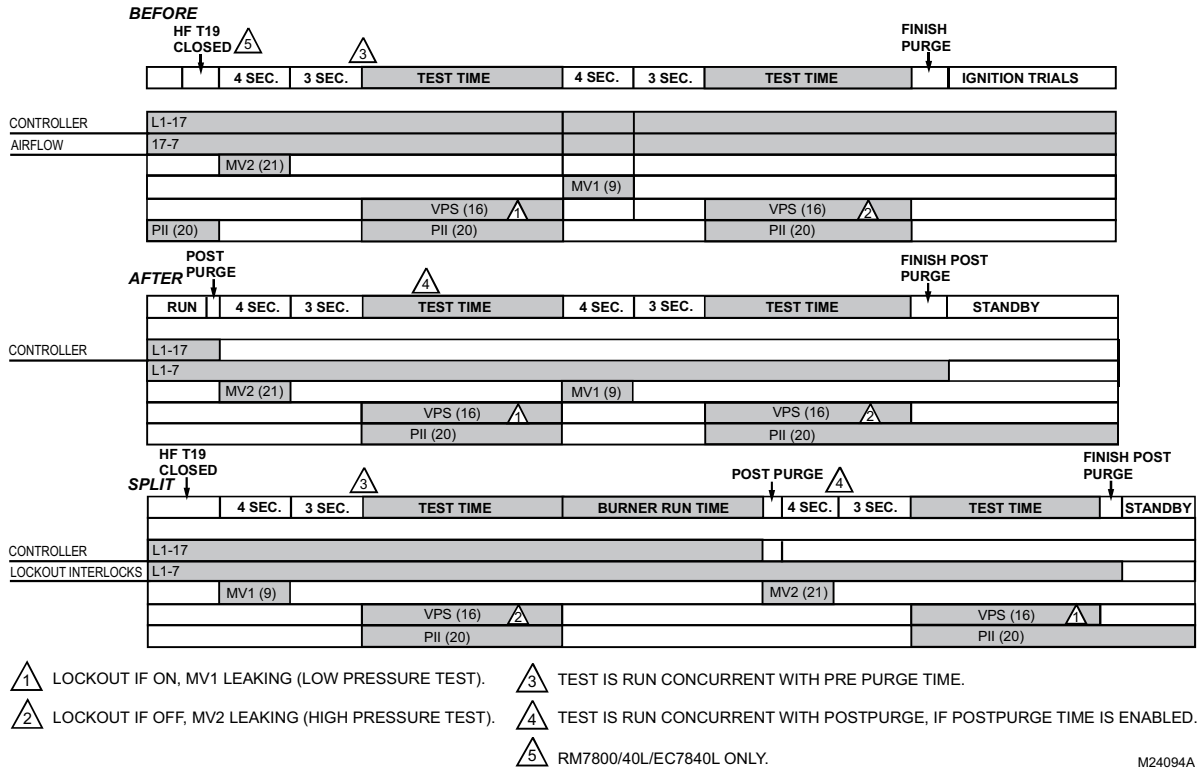 BEFORE
HF T19
CLOSED 5
3
FINISH
PURGE
4 SEC. 3 SEC. TEST TIME 4 SEC. 3 SEC. TEST TIME IGNITION TRIALS
CONTROLLER L1-17
AIRFLOW 17-7
MV2 (21)
MV1 (9)
VPS (16) 1 VPS (16) 2
PII (20) PII (20) PII (20)
AFTER
POST
PURGE
4
FINISH POST
PURGE
RUN 4 SEC. 3 SEC. TEST TIME 4 SEC. 3 SEC. TEST TIME STANDBY
CONTROLLER L1-17
L1-7
MV2 (21) MV1 (9)
VPS (16) 1 VPS (16) 2
PII (20) PII (20)
HF T19
CLOSED
SPLIT
3
POST PURGE 4
FINISH POST
PURGE
4 SEC. 3 SEC. TEST TIME BURNER RUN TIME 4 SEC. 3 SEC. TEST TIME STANDBY
CONTROLLER L1-17
LOCKOUT INTERLOCKS L1-7
MV1 (9) MV2 (21)
VPS (16) 2 VPS (16) 1
PII (20) PII (20)
1 LOCKOUT IF ON, MV1 LEAKING (LOW PRESSURE TEST).
2 LOCKOUT IF OFF, MV2 LEAKING (HIGH PRESSURE TEST).
3 TEST IS RUN CONCURRENT WITH PRE PURGE TIME.
4 TEST IS RUN CONCURRENT WITH POSTPURGE, IF POSTPURGE TIME IS ENABLED.
5 RM7800/40L/EC7840L ONLY.
M24094A